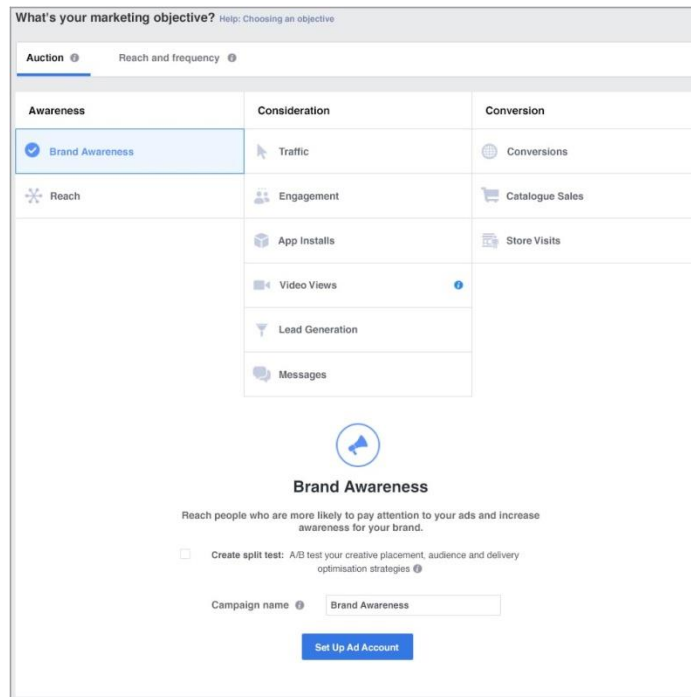 What's your marketing objective? Help: Choosing an objective
Auction
Reach and frequency
Awareness
Consideration
Conversion
Brand Awareness
Traffic
Conversions
Reach
Engagement
Catalogue Sales
App Installs
Store Visits
Video Views
Lead Generation
Messages
Brand Awareness
Reach people who are more likely to pay attention to your ads and increase
awareness for your brand.
Create split test: A/B test your creative placement, audience and delivery
optimisation strategies
Campaign name
Brand Awareness
Set Up Ad Account